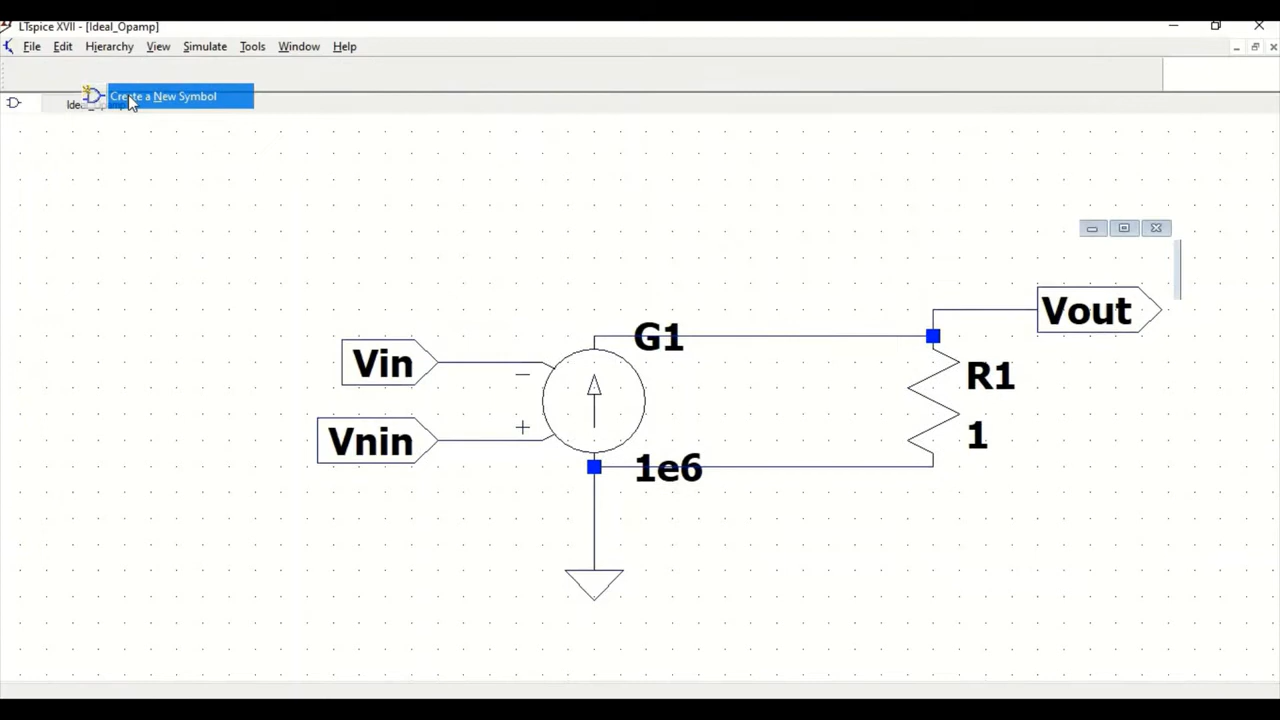 LTspice XVII - [Ideal_Opamp]
File Edit Hierarchy View Simulate Tools Window Help
Create a New Symbol
Vout
G1
Vin
R1
1
Vnin
1e6